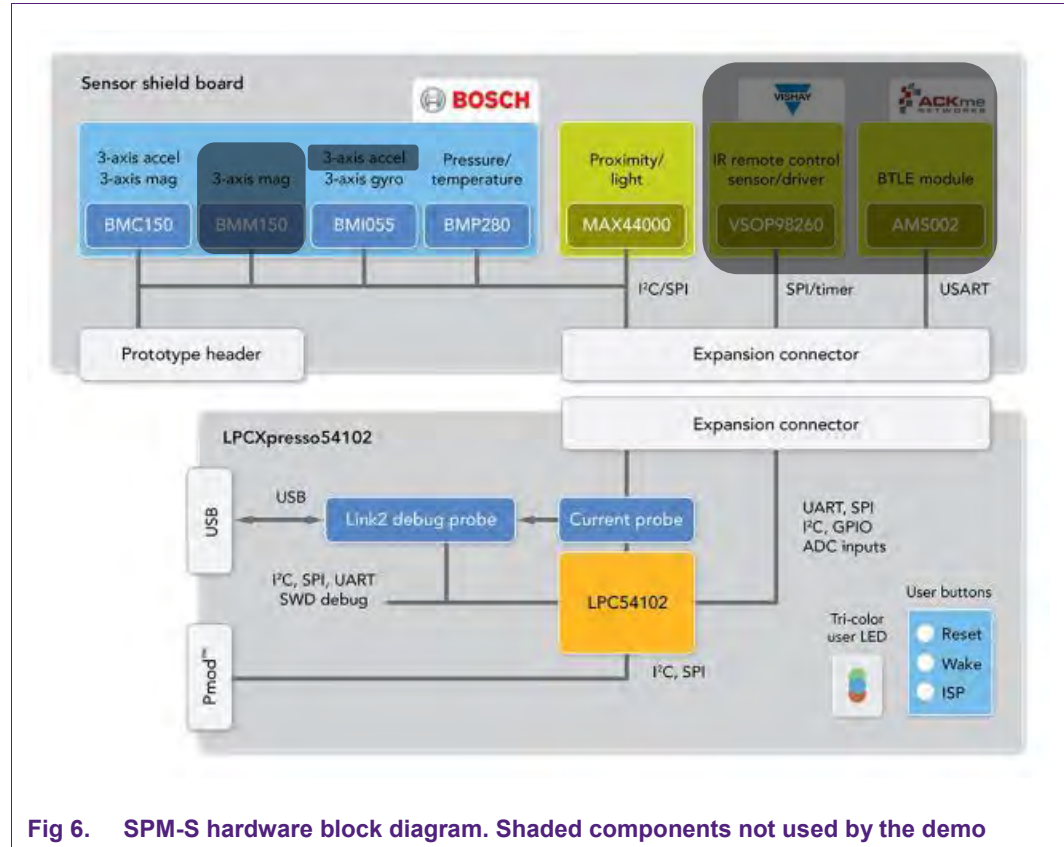 Sensor shield board
BOSCH
VISHAY
ACKme
NETWORKS
3-axis accel
3-axis mag
BMC150
3-axis mag
BMM150
3-axis accel
3-axis gyro
BMI055
Pressure/
temperature
BMP280
Proximity/
light
MAX44000
IR remote control
sensor/driver
VSOP98260
BTLE module
AMS002
I²C/SPI
SPI/timer
USART
Prototype header
Expansion connector
Expansion connector
LPCXpresso54102
USB
USB
Link2 debug probe
Current probe
UART, SPI
I²C, GPIO
ADC inputs
I²C, SPI, UART
SWD debug
LPC54102
User buttons
Tri-color
user LED
Reset
Wake
ISP
Pmod™
I²C, SPI
Fig 6. SPM-S hardware block diagram. Shaded components not used by the demo